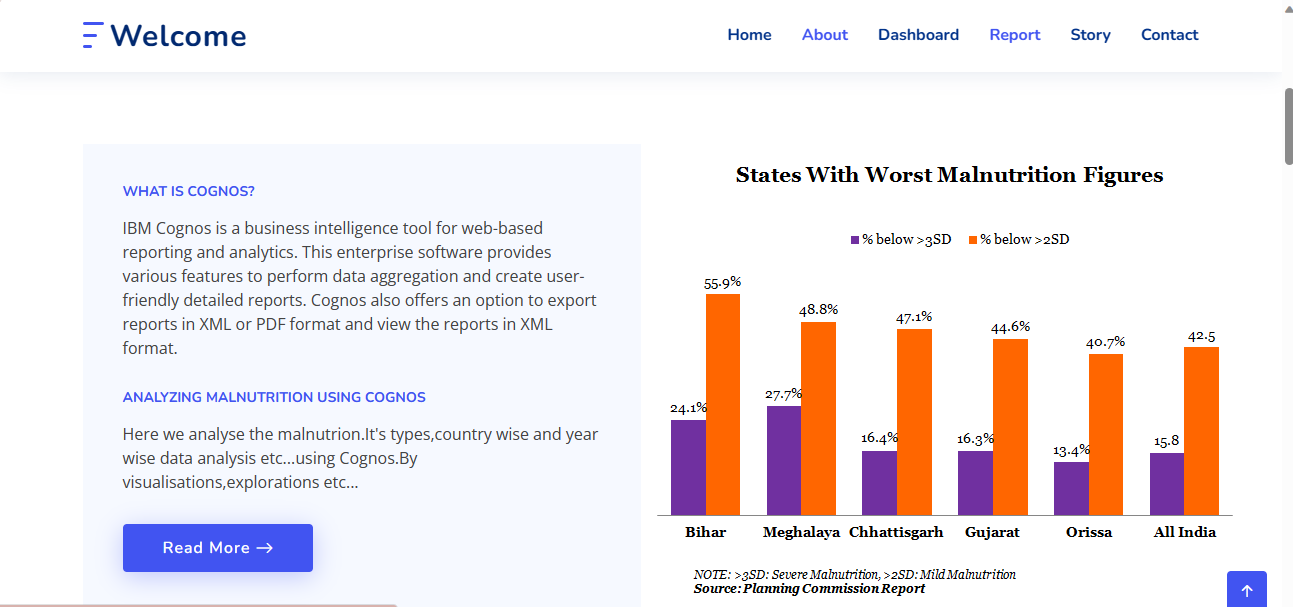 Welcome
Home About Dashboard Report Story Contact
WHAT IS COGNOS?
IBM Cognos is a business intelligence tool for web-based
reporting and analytics. This enterprise software provides
various features to perform data aggregation and create user-
friendly detailed reports. Cognos also offers an option to export
reports in XML or PDF format and view the reports in XML
format.
ANALYZING MALNUTRITION USING COGNOS
Here we analyse the malnutrion.It's types,country wise and year
wise data analysis etc...using Cognos.By
visualisations,explorations etc...
Read More →
States With Worst Malnutrition Figures
% below >3SD % below >2SD
55.9%
48.8%
47.1%
44.6%
40.7%
42.5
24.1%
27.7%
16.4%
16.3%
13.4%
15.8
Bihar Meghalaya Chhattisgarh Gujarat Orissa All India
NOTE: >3SD: Severe Malnutrition, >2SD: Mild Malnutrition
Source: Planning Commission Report